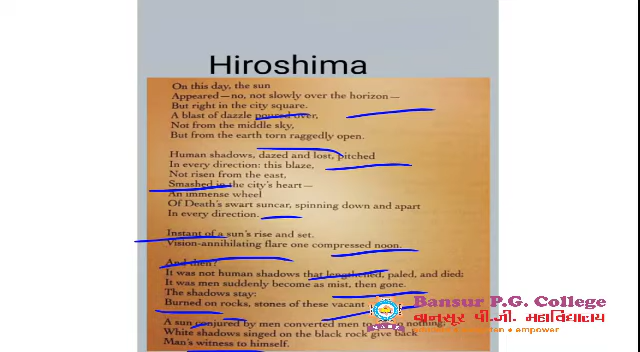 Hiroshima
On this day, the sun
Appeared—no, not slowly over the horizon—
But right in the city square.
A blast of dazzle poured over,
Not from the middle sky,
But from the earth torn raggedly open.
Human shadows, dazed and lost, pitched
In every direction: this blaze,
Not risen from the east,
Smashed in the city's heart—
An immense wheel
Of Death's swart suncar, spinning down and apart
In every direction.
Instant of a sun's rise and set.
Vision-annihilating flare one compressed noon.
And then?
It was not human shadows that lengthened, paled, and died;
It was men suddenly become as mist, then gone.
The shadows stay:
Burned on rocks, stones of these vacant
A sun conjured by men converted men to nothing;
White shadows singed on the black rock give back
Man's witness to himself.
Bansur P.G. College
बानसूर पी.जी. महाविद्यालय
• empower